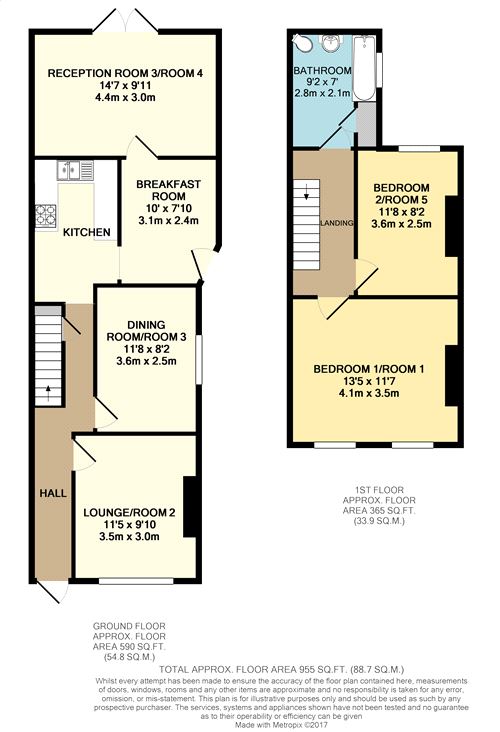 RECEPTION ROOM 3/ROOM 4
14'7 x 9'11
4.4m x 3.0m
BREAKFAST
ROOM
10' x 7'10
3.1m x 2.4m
KITCHEN
DINING
ROOM/ROOM 3
11'8 x 8'2
3.6m x 2.5m
HALL
LOUNGE/ROOM 2
11'5 x 9'10
3.5m x 3.0m
GROUND FLOOR
APPROX. FLOOR
AREA 590 SQ.FT.
(54.8 SQ.M.)
BATHROOM
9'2 x 7'
2.8m x 2.1m
BEDROOM
2/ROOM 5
11'8 x 8'2
3.6m x 2.5m
LANDING
BEDROOM 1/ROOM 1
13'5 x 11'7
4.1m x 3.5m
1ST FLOOR
APPROX. FLOOR
AREA 365 SQ.FT.
(33.9 SQ.M.)
TOTAL APPROX. FLOOR AREA 955 SQ.FT. (88.7 SQ.M.)
Whilst every attempt has been made to ensure the accuracy of the floor plan contained here, measurements
of doors, windows, rooms and any other items are approximate and no responsibility is taken for any error,
omission, or mis-statement. This plan is for illustrative purposes only and should be used as such by any
prospective purchaser. The services, systems and appliances shown have not been tested and no guarantee
as to their operability or efficiency can be given
Made with Metropix ©2017